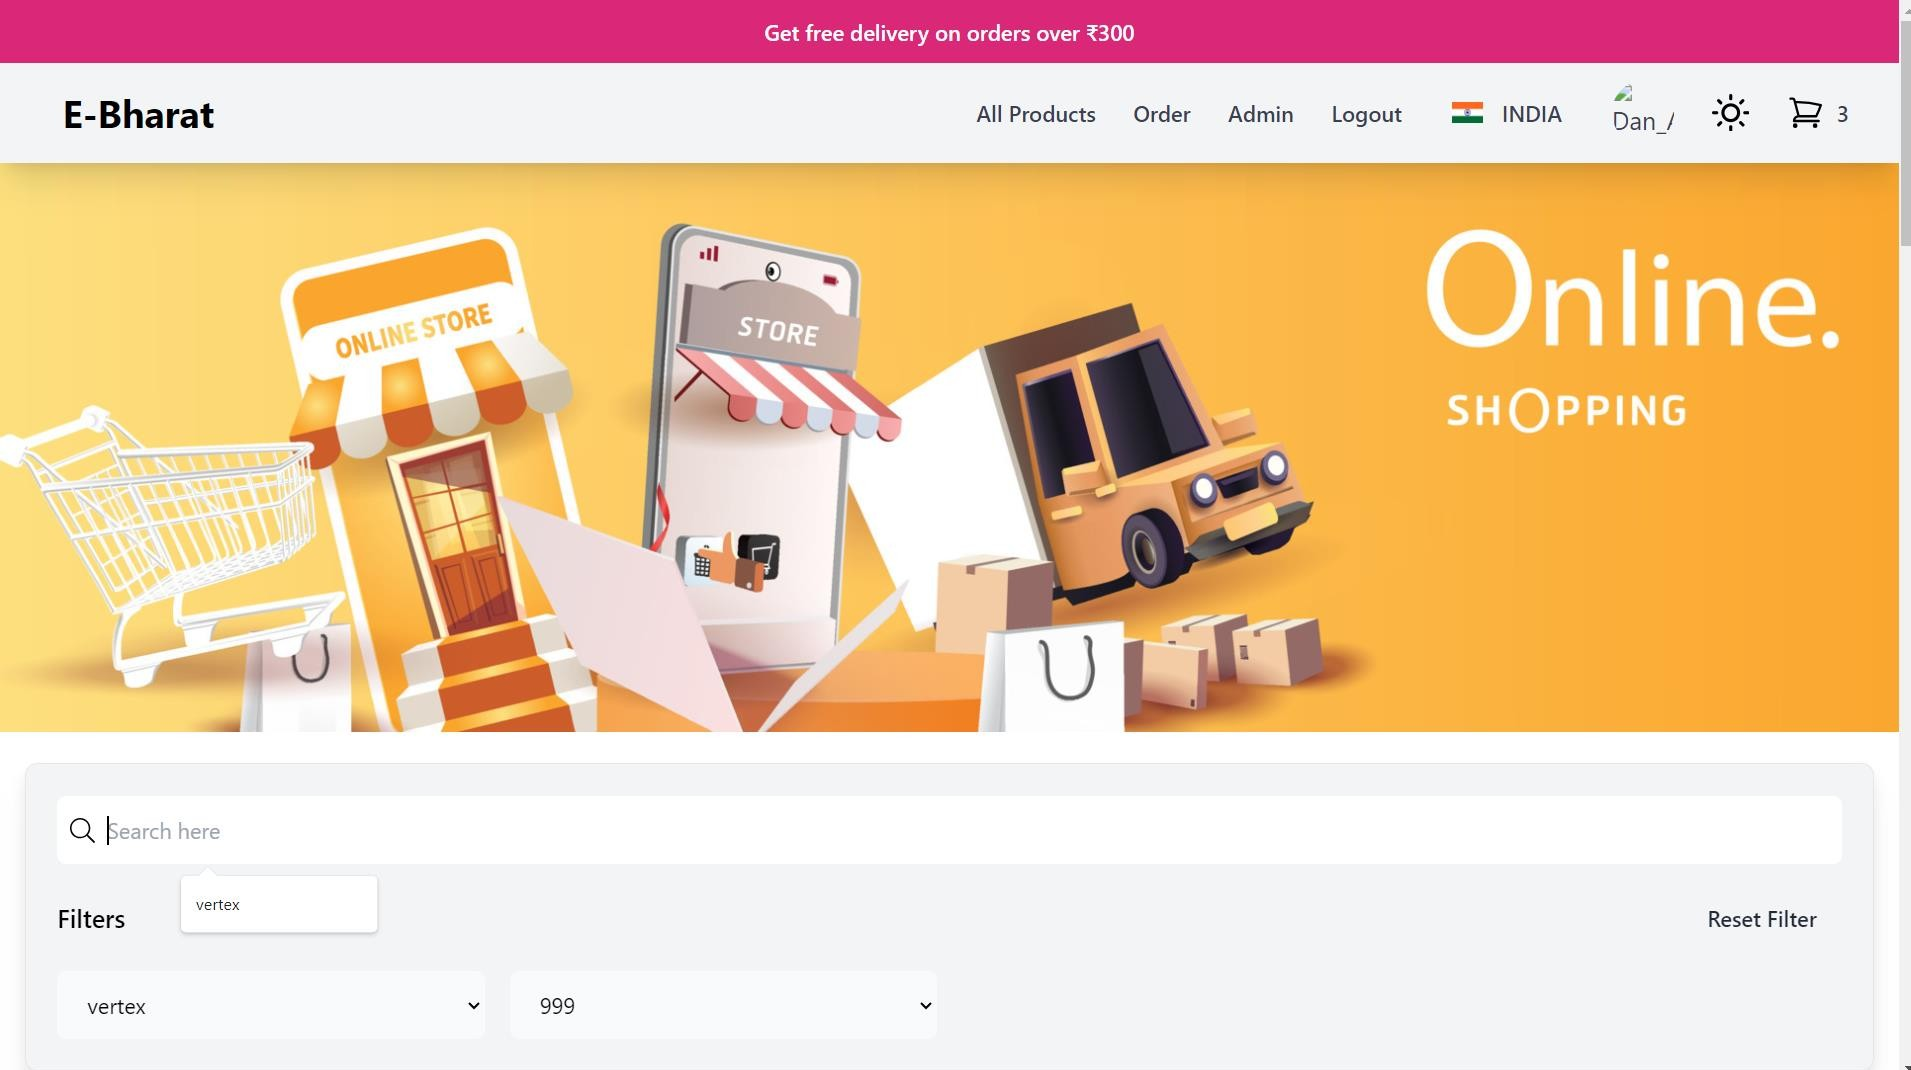 Get free delivery on orders over ₹300
E-Bharat
All Products Order Admin Logout INDIA Dan_A 3
ONLINE STORE
STORE
Online.
SHOPPING
Search here
vertex
Filters
Reset Filter
vertex 999